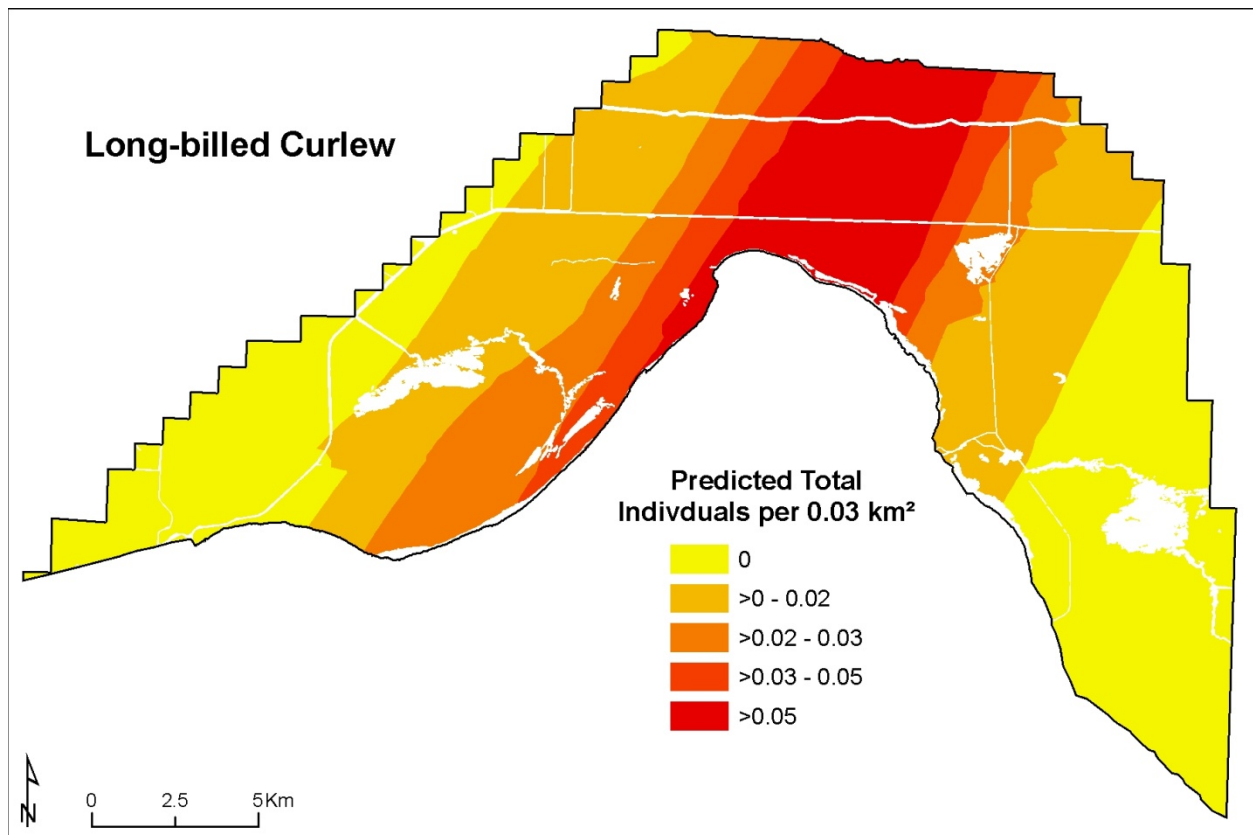 Long-billed Curlew
Predicted Total
Indivduals per 0.03 km²
0
>0 - 0.02
>0.02 - 0.03
>0.03 - 0.05
>0.05
N
0 2.5 5Km